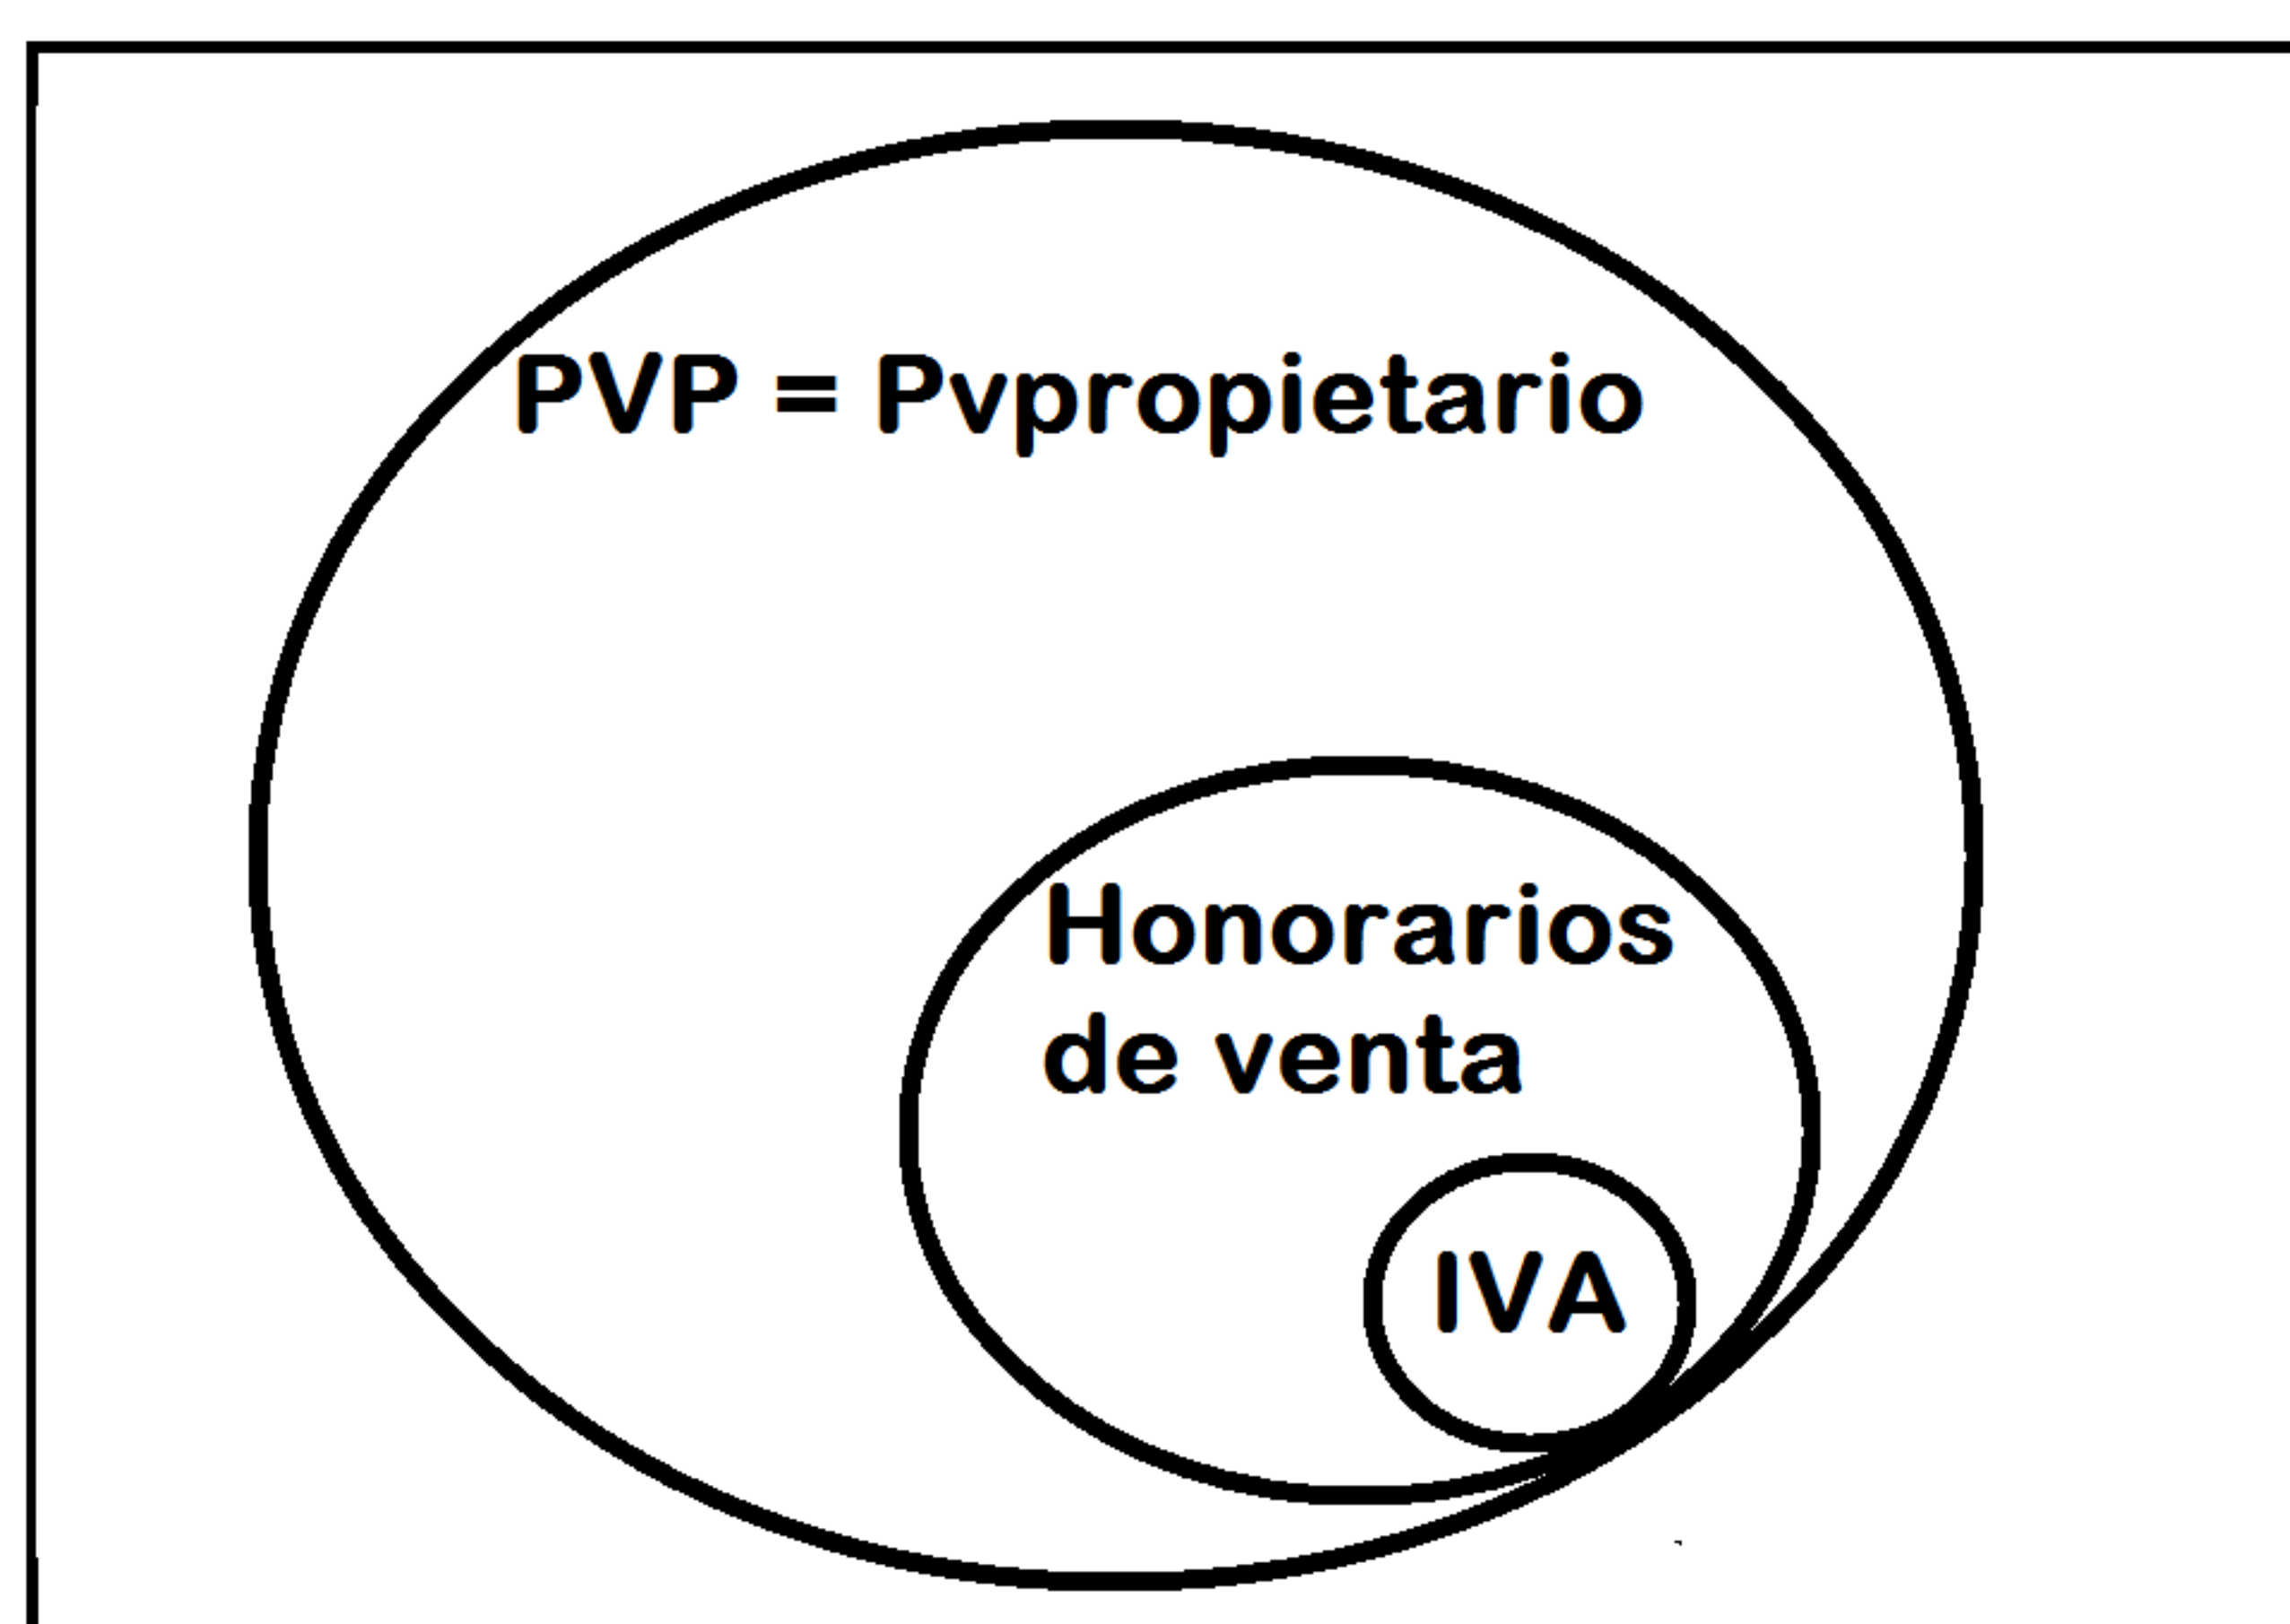 PVP = Pvpropietario
Honorarios
de venta
IVA